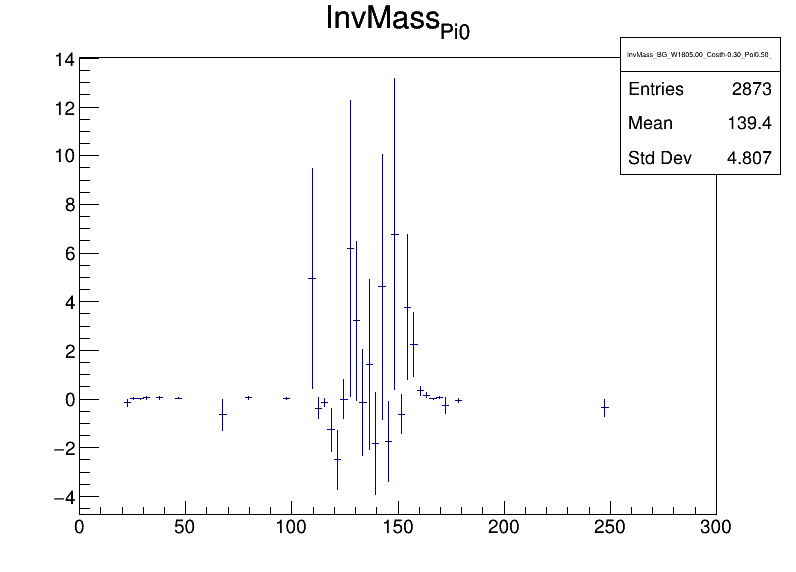 InvMassPi0
InvMass_BG_W1805.00_Costh-0.30_Pol0.50_
Entries 2873
Mean 139.4
Std Dev 4.807
14
12
10
8
6
4
2
0
−2
−4
0 50 100 150 200 250 300